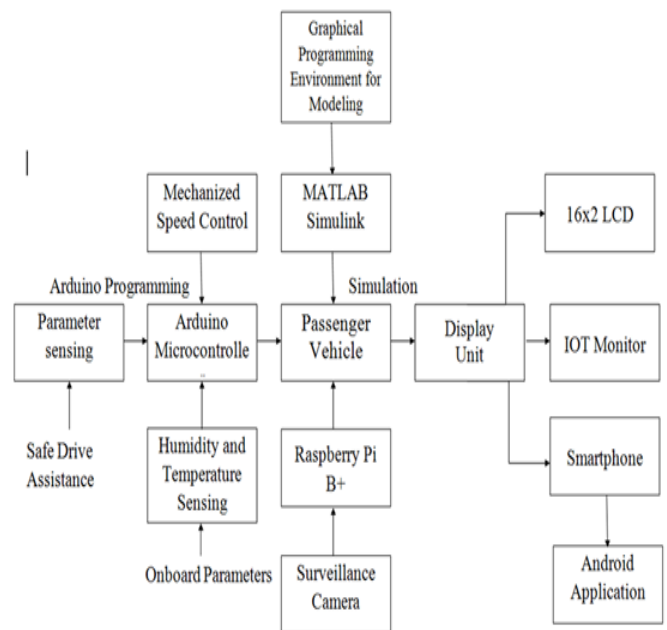 Graphical
Programming
Environment for
Modeling
Mechanized
Speed Control
MATLAB
Simulink
16x2 LCD
Arduino Programming
Simulation
Parameter
sensing
Arduino
Microcontrolle
Passenger
Vehicle
Display
Unit
IOT Monitor
Safe Drive
Assistance
Humidity and
Temperature
Sensing
Raspberry Pi
B+
Smartphone
Onboard Parameters
Surveillance
Camera
Android
Application